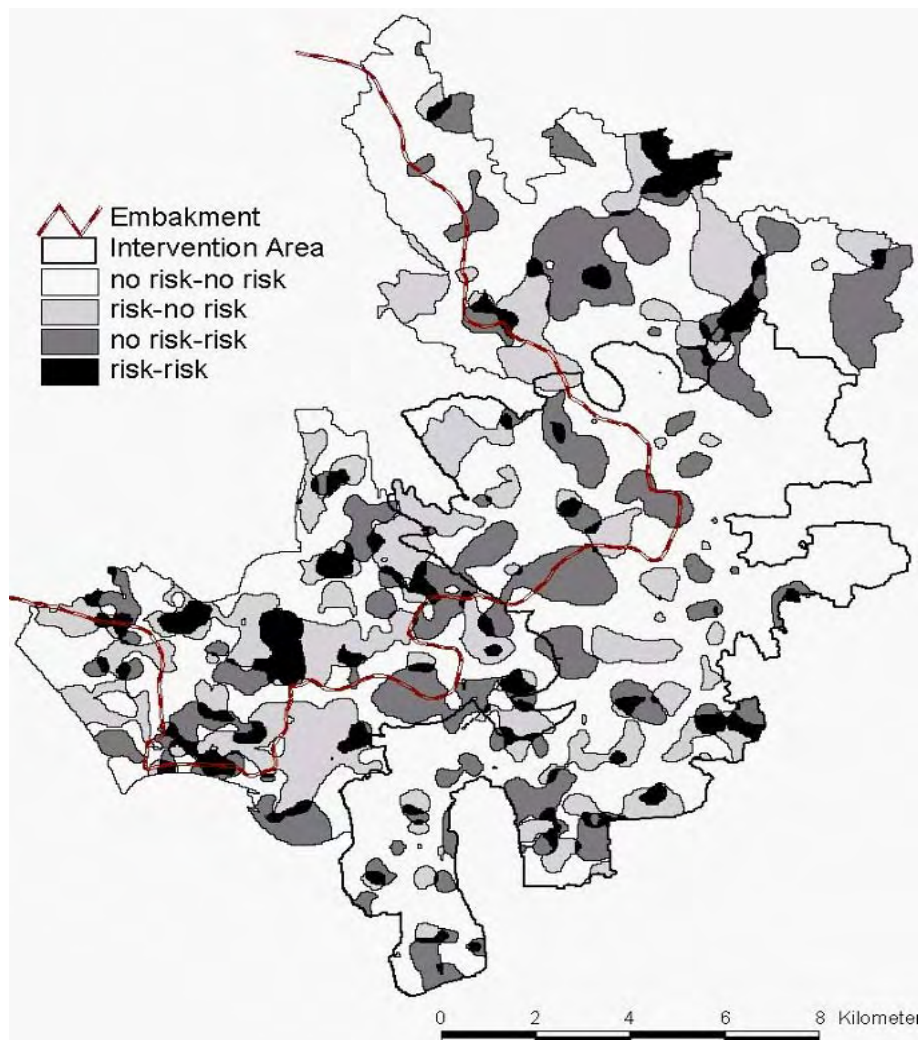 Embakment
Intervention Area
no risk-no risk
risk-no risk
no risk-risk
risk-risk
0 2 4 6 8 Kilometer